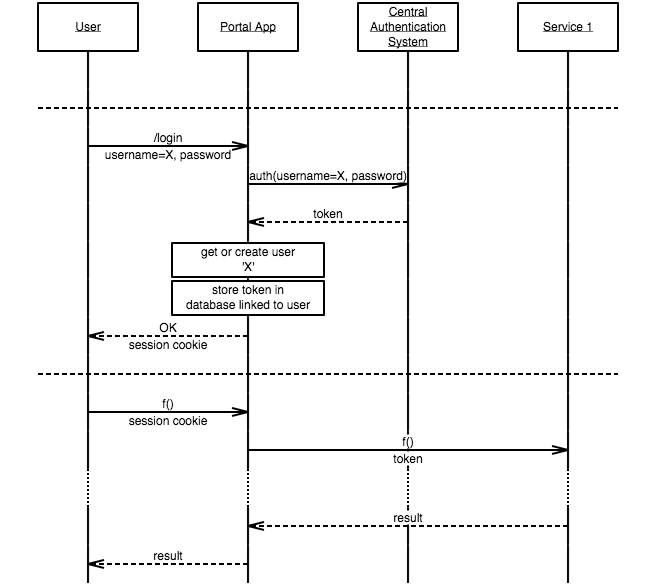 User
Portal App
Central
Authentication
System
Service 1
/login
username=X, password
auth(username=X, password)
token
get or create user
'X'
store token in
database linked to user
OK
session cookie
f()
session cookie
f()
token
result
result